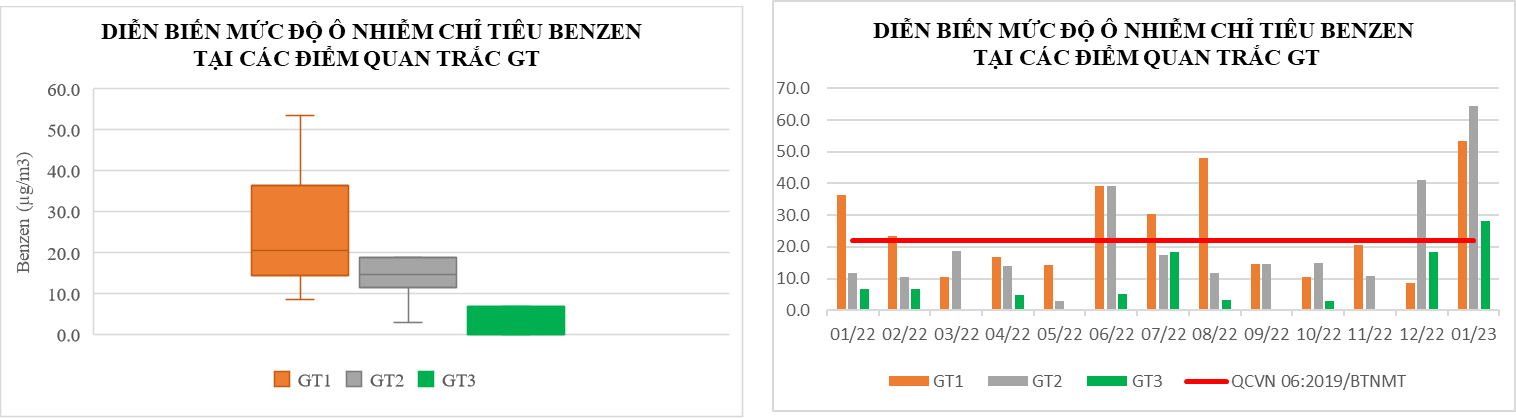 DIỄN BIẾN MỨC ĐỘ Ô NHIỄM CHỈ TIÊU BENZEN
TẠI CÁC ĐIỂM QUAN TRẮC GT
60.0
50.0
40.0
30.0
20.0
10.0
0.0
Benzen (µg/m3)
GT1 GT2 GT3
DIỄN BIẾN MỨC ĐỘ Ô NHIỄM CHỈ TIÊU BENZEN
TẠI CÁC ĐIỂM QUAN TRẮC GT
70.0
60.0
50.0
40.0
30.0
20.0
10.0
0.0
01/22 02/22 03/22 04/22 05/22 06/22 07/22 08/22 09/22 10/22 11/22 12/22 01/23
GT1 GT2 GT3 QCVN 06:2019/BTNMT